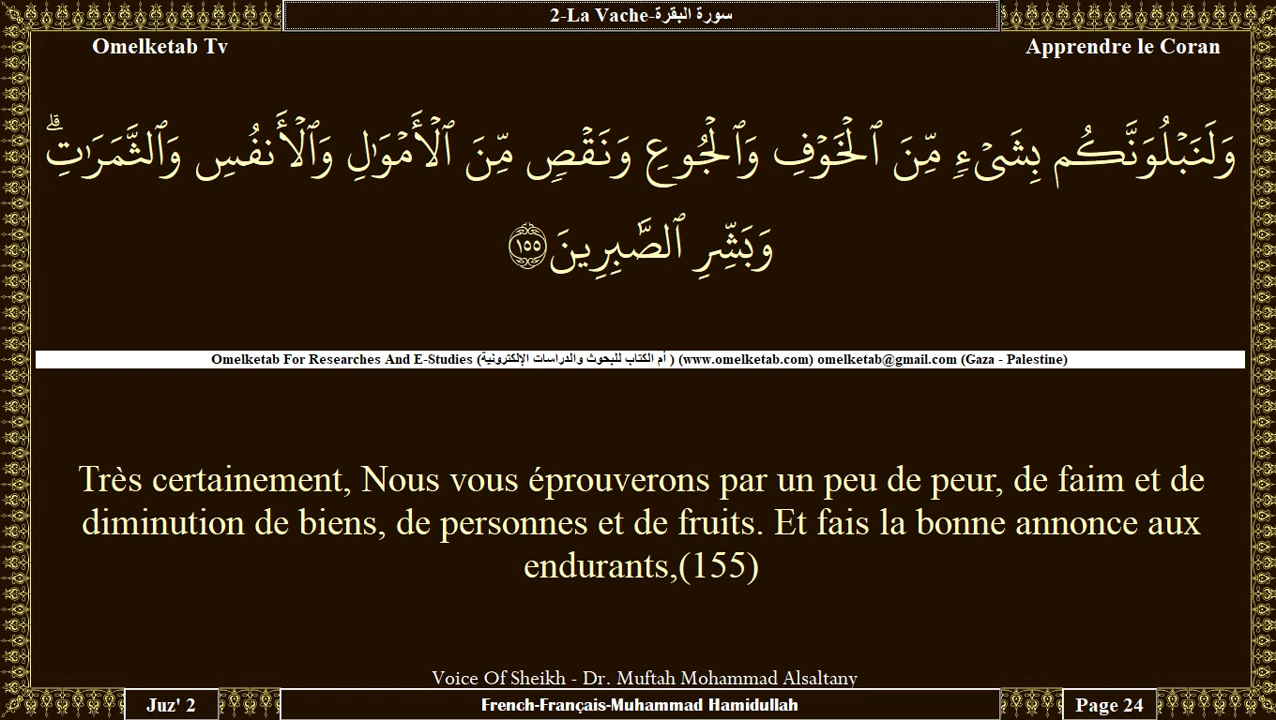 2-La Vache-سورة البقرة
Omelketab Tv
Apprendre le Coran
وَلَنَبْلُوَنَّكُم بِشَىْءٍ مِّنَ ٱلْخَوْفِ وَٱلْجُوعِ وَنَقْصٍ مِّنَ ٱلْأَمْوَٰلِ وَٱلْأَنفُسِ وَٱلثَّمَرَٰتِ ۗ
وَبَشِّرِ ٱلصَّٰبِرِينَ ١٥٥
Omelketab For Researches And E-Studies (أم الكتاب للبحوث والدراسات الإلكترونية ) (www.omelketab.com) omelketab@gmail.com (Gaza - Palestine)
Très certainement, Nous vous éprouverons par un peu de peur, de faim et de
diminution de biens, de personnes et de fruits. Et fais la bonne annonce aux
endurants,(155)
Voice Of Sheikh - Dr. Muftah Mohammad Alsaltany
Juz' 2
French-Français-Muhammad Hamidullah
Page 24